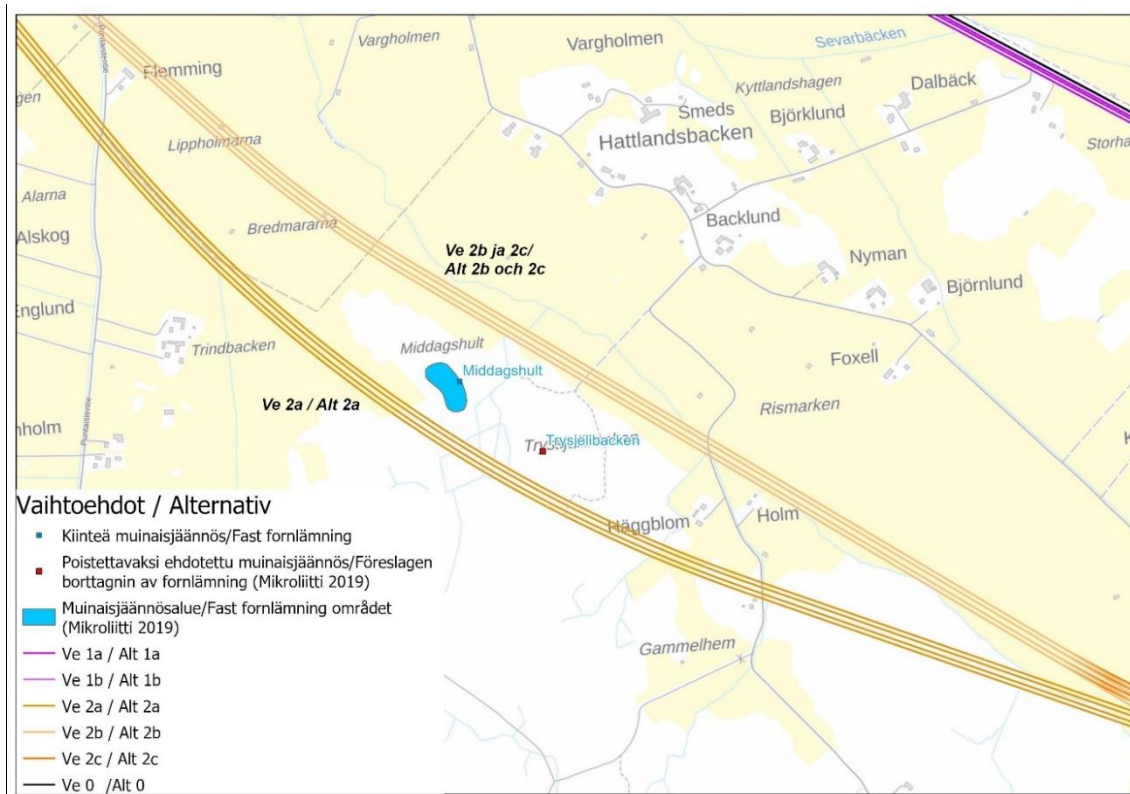 Vargholmen
Vargholmen
Sevarbäcken
Puntaistentie
Flemming
Kyttlandshagen
Dalbäck
Smeds
Björklund
Hattlandsbacken
Storha
Lippholmarna
Alarna
Bredmararna
Backlund
Alskog
Ve 2b ja 2c/
Alt 2b och 2c
Nyman
Björnlund
Englund
Trindbacken
Middagshult
Middagshult
Foxell
Ve 2a / Alt 2a
Rismarken
Puntaistentie
Trysjelibacken
Häggblom
Holm
Gammelhem
Vaihtoehdot / Alternativ
Kiinteä muinaisjäännös/Fast fornlämning
Poistettavaksi ehdotettu muinaisjäännös/Föreslagen
borttagnin av fornlämning (Mikroliitti 2019)
Muinaisjäännösalue/Fast fornlämning området
(Mikroliitti 2019)
Ve 1a / Alt 1a
Ve 1b / Alt 1b
Ve 2a / Alt 2a
Ve 2b / Alt 2b
Ve 2c / Alt 2c
Ve 0 /Alt 0